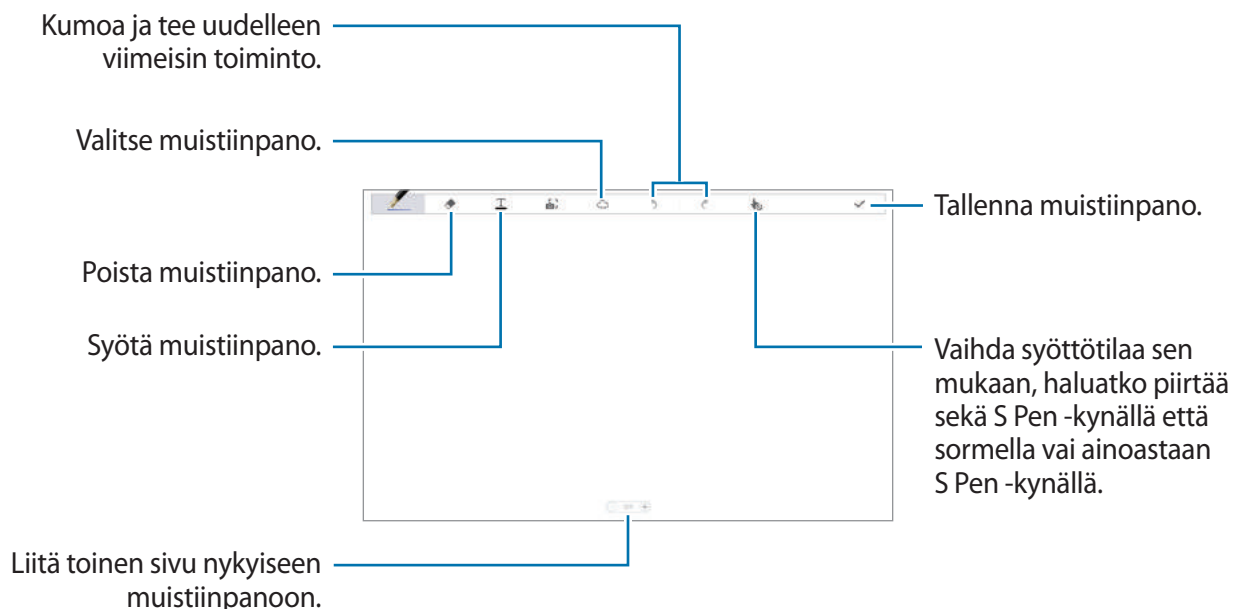 Kumoa ja tee uudelleen
viimeisin toiminto.
Valitse muistiinpano.
Tallenna muistiinpano.
Poista muistiinpano.
Syötä muistiinpano.
Vaihda syöttötilaa sen
mukaan, haluatko piirtää
sekä S Pen -kynällä että
sormella vai ainoastaan
S Pen -kynällä.
Liitä toinen sivu nykyiseen
muistiinpanoon.